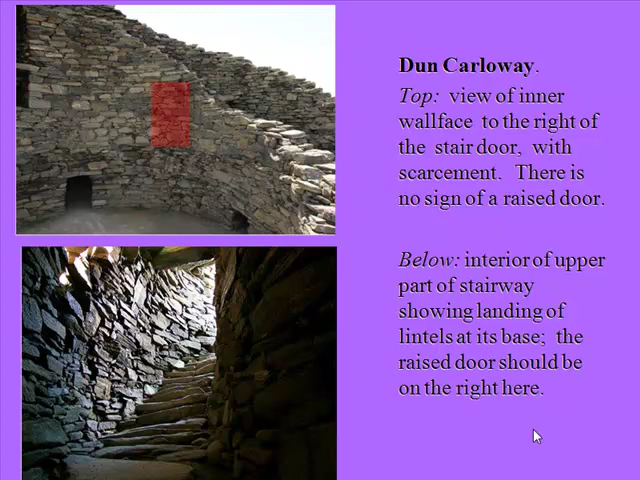 Dun Carloway.
Top: view of inner
wallface to the right of
the stair door, with
scarcement. There is
no sign of a raised door.
Below: interior of upper
part of stairway
showing landing of
lintels at its base; the
raised door should be
on the right here.